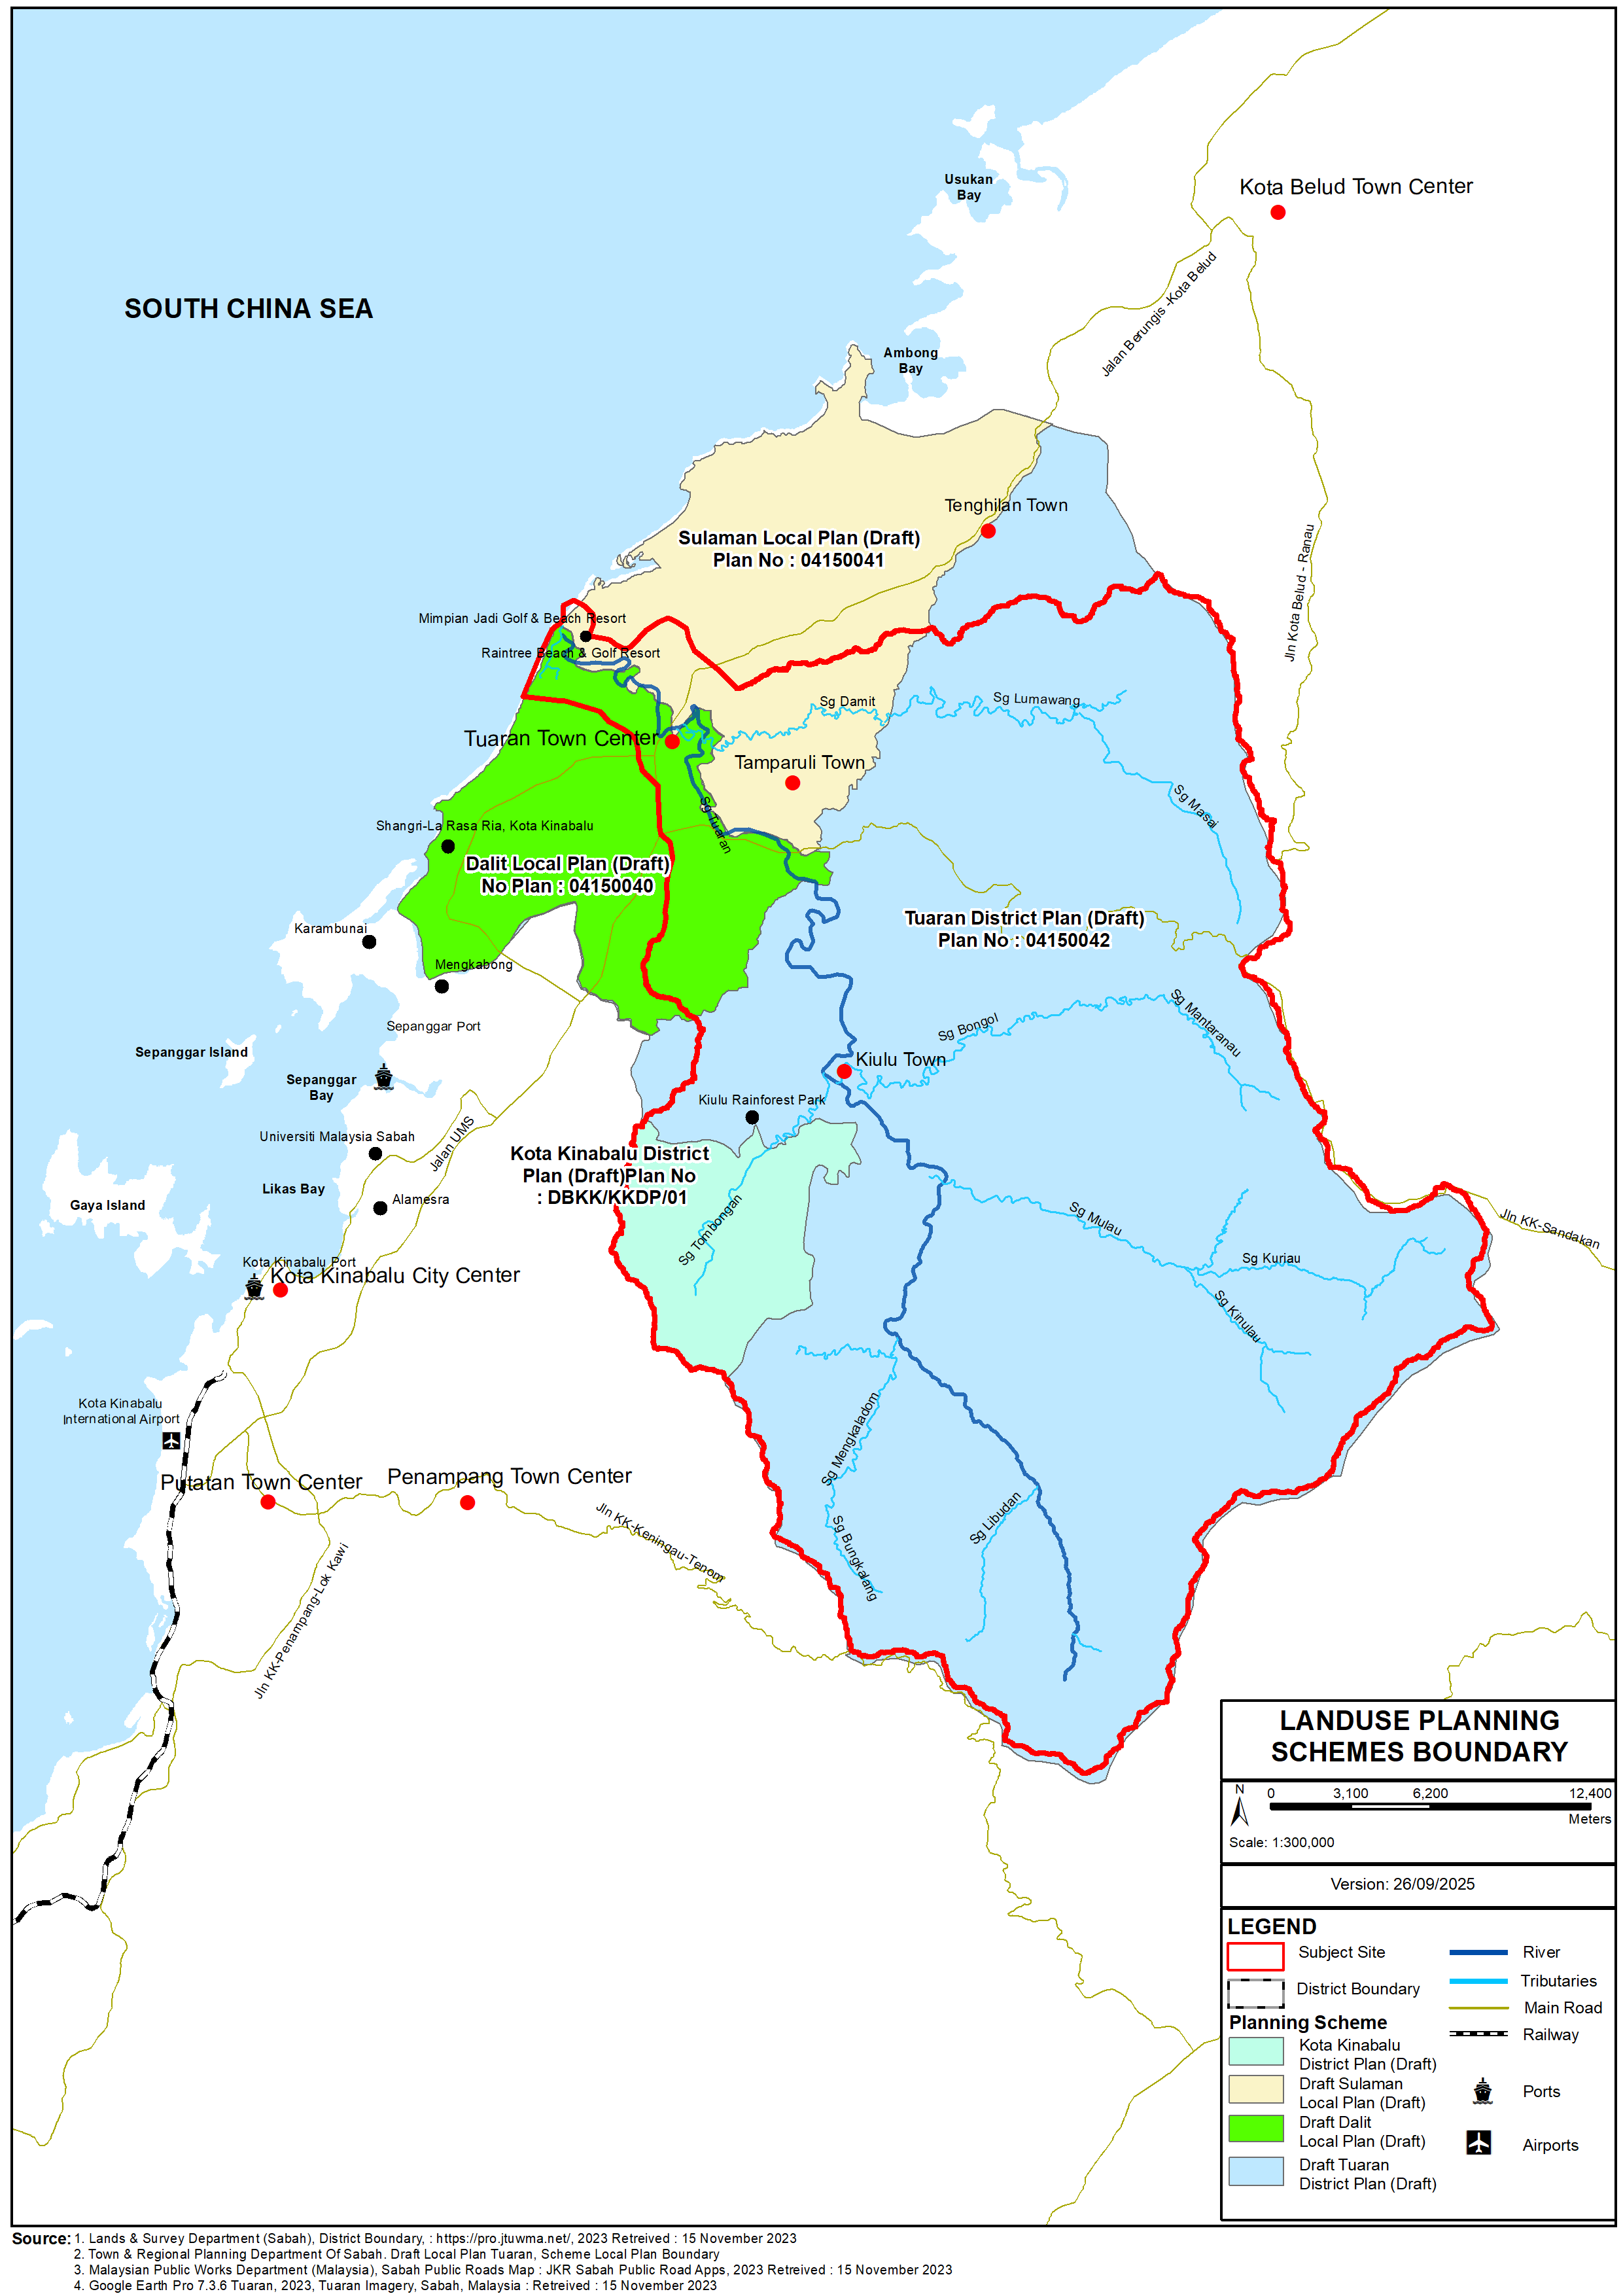 Usukan
Bay
Kota Belud Town Center
SOUTH CHINA SEA
Jalan Berungis -Kota Belud
Ambong
Bay
Tenghilan Town
Sulaman Local Plan (Draft)
Plan No : 04150041
Jln Kota Belud - Ranau
Mimpian Jadi Golf & Beach Resort
Raintree Beach & Golf Resort
Sg Damit
Sg Lumawang
Tuaran Town Center
Tamparuli Town
Sg Masai
Sg Tuaran
Shangri-La Rasa Ria, Kota Kinabalu
Dalit Local Plan (Draft)
No Plan : 04150040
Tuaran District Plan (Draft)
Plan No : 04150042
Karambunai
Mengkabong
Sepanggar Port
Sg Bongol
Sg Mantaranau
Sepanggar Island
Kiulu Town
Sepanggar
Bay
Kiulu Rainforest Park
Universiti Malaysia Sabah
Jalan UMS
Kota Kinabalu District
Plan (Draft)Plan No
: DBKK/KKDP/01
Likas Bay
Alamesra
Gaya Island
Sg Tombongan
Sg Mulau
Jln KK-Sandakan
Sg Kuriau
Kota Kinabalu Port
Kota Kinabalu City Center
Sg Kinulau
Kota Kinabalu
International Airport
Sg Mengkaladom
Putatan Town Center
Penampang Town Center
Sg Libudan
Jln KK-Keningau-Tenom
Sg Bungkalang
Jln KK-Penampang-Lok Kawi
LANDUSE PLANNING
SCHEMES BOUNDARY
N
0 3,100 6,200 12,400
Meters
Scale: 1:300,000
Version: 26/09/2025
LEGEND
Subject Site
District Boundary
Planning Scheme
Kota Kinabalu
District Plan (Draft)
Draft Sulaman
Local Plan (Draft)
Draft Dalit
Local Plan (Draft)
Draft Tuaran
District Plan (Draft)
River
Tributaries
Main Road
Railway
Ports
Airports
Source: 1. Lands & Survey Department (Sabah), District Boundary, : https://pro.jtuwma.net/, 2023 Retreived : 15 November 2023
2. Town & Regional Planning Department Of Sabah. Draft Local Plan Tuaran, Scheme Local Plan Boundary
3. Malaysian Public Works Department (Malaysia), Sabah Public Roads Map : JKR Sabah Public Road Apps, 2023 Retreived : 15 November 2023
4. Google Earth Pro 7.3.6 Tuaran, 2023, Tuaran Imagery, Sabah, Malaysia : Retreived : 15 November 2023